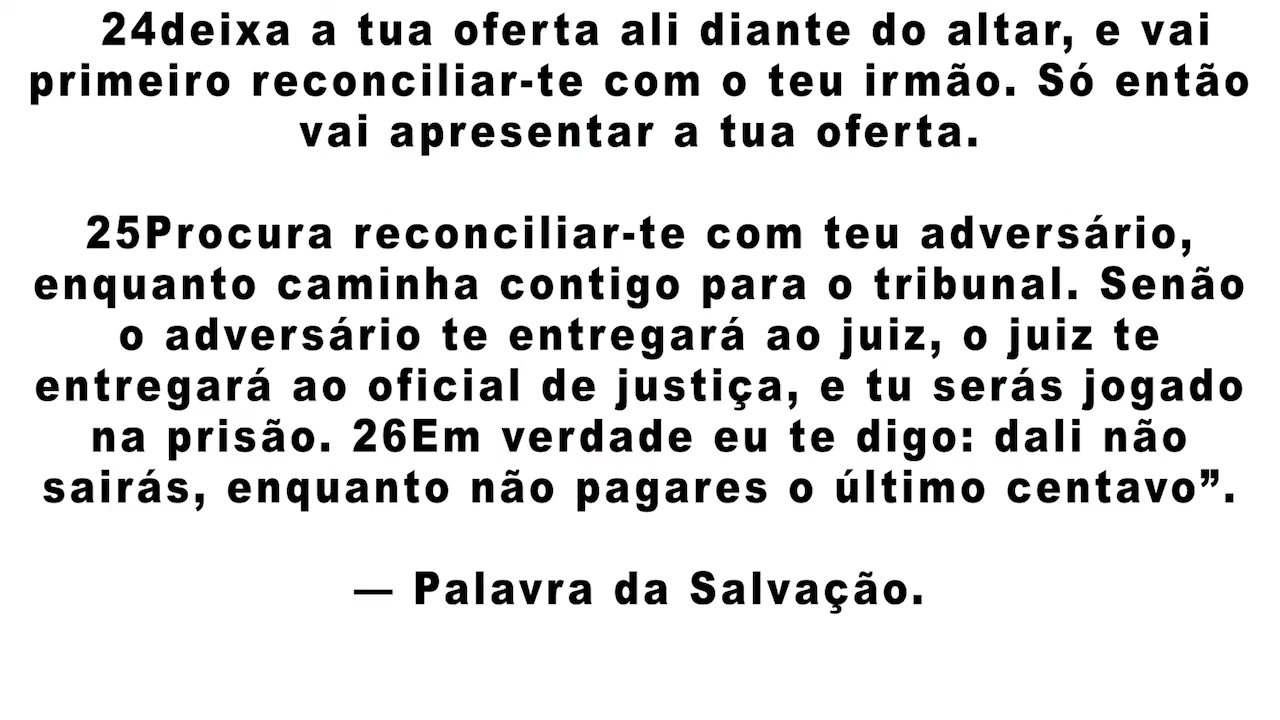 24deixa a tua oferta ali diante do altar, e vai
primeiro reconciliar-te com o teu irmão. Só então
vai apresentar a tua oferta.
25Procura reconciliar-te com teu adversário,
enquanto caminha contigo para o tribunal. Senão
o adversário te entregará ao juiz, o juiz te
entregará ao oficial de justiça, e tu serás jogado
na prisão. 26Em verdade eu te digo: dali não
sairás, enquanto não pagares o último centavo”.
— Palavra da Salvação.